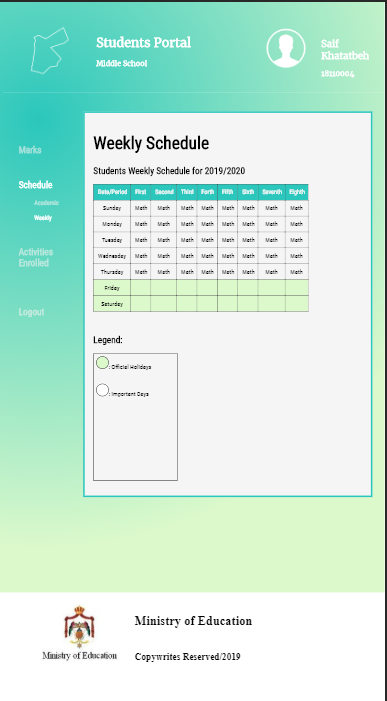 Students Portal
Middle School
Saif
Khatatbeh
18110004
Marks
Schedule
Academic
Weekly
Activities
Enrolled
Logout
Weekly Schedule
Students Weekly Schedule for 2019/2020
Date/Period First Second Third Forth Fifth Sixth Seventh Eighth
Sunday Math Math Math Math Math Math Math Math
Monday Math Math Math Math Math Math Math Math
Tuesday Math Math Math Math Math Math Math Math
Wednesday Math Math Math Math Math Math Math Math
Thursday Math Math Math Math Math Math Math Math
Friday
Saturday
Legend:
: Official Holidays
: Important Days
Ministry of Education
Ministry of Education
Copywrites Reserved/2019